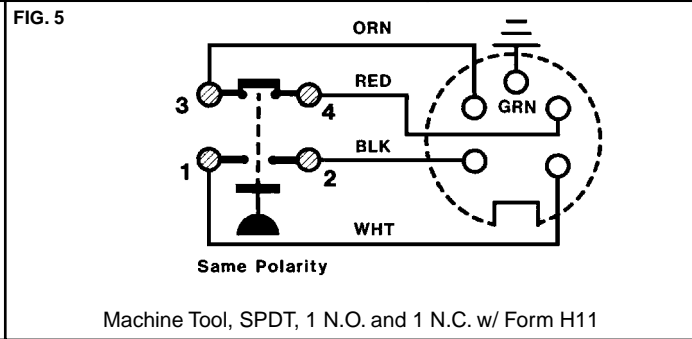 FIG. 5
ORN
RED
3
4
GRN
BLK
1
2
WHT
Same Polarity
Machine Tool, SPDT, 1 N.O. and 1 N.C. w/ Form H11